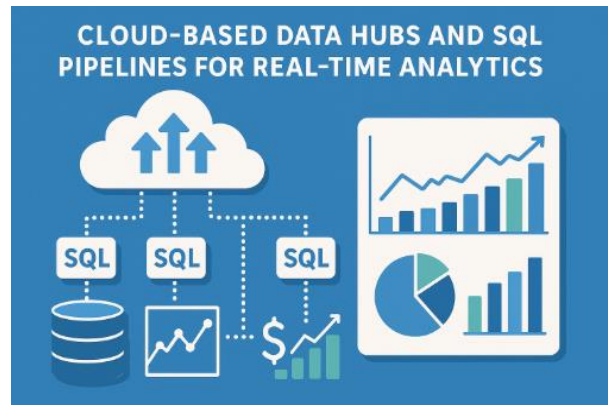 CLOUD-BASED DATA HUBS AND SQL
PIPELINES FOR REAL-TIME ANALYTICS
SQL
SQL
SQL
$